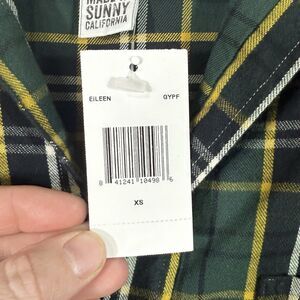 SUNNY
CALIFORNIA
EILEEN GYPF
8 41241 10498 6
XS